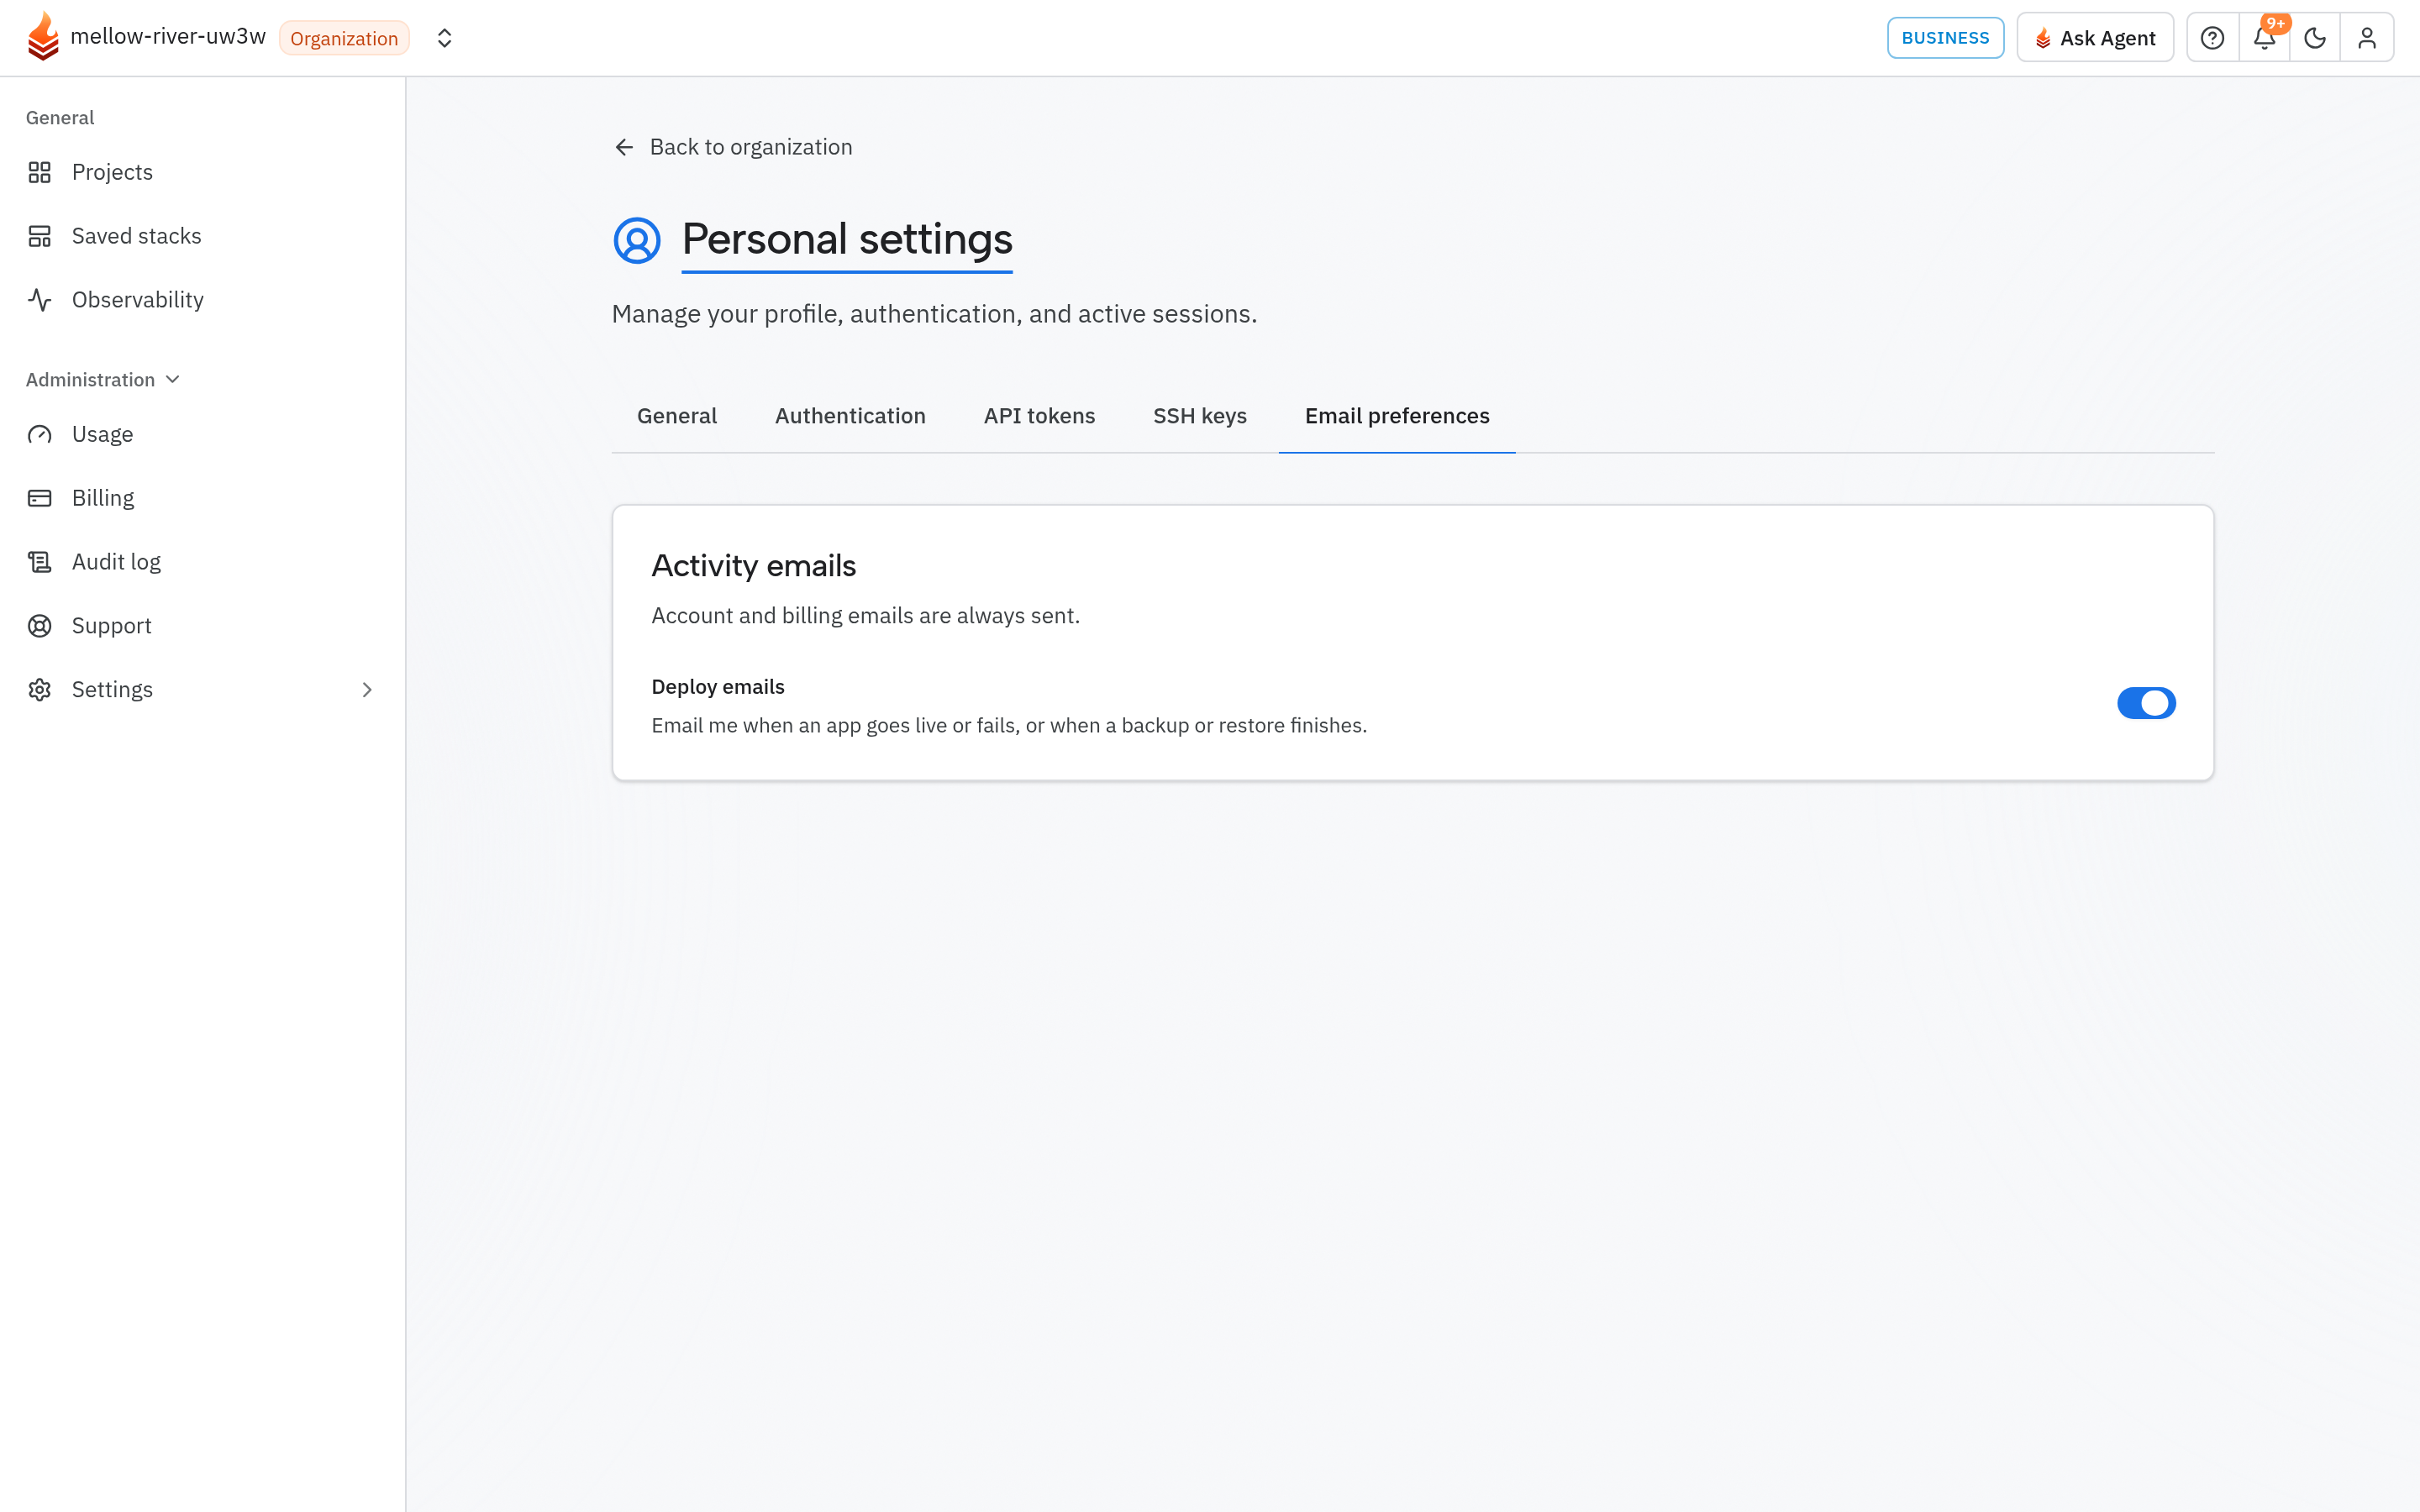 mellow-river-uw3w Organization
BUSINESS
Ask Agent
9+
General
Projects
Saved stacks
Observability
Administration
Usage
Billing
Audit log
Support
Settings
Back to organization
Personal settings
Manage your profile, authentication, and active sessions.
General Authentication API tokens SSH keys Email preferences
Activity emails
Account and billing emails are always sent.
Deploy emails
Email me when an app goes live or fails, or when a backup or restore finishes.